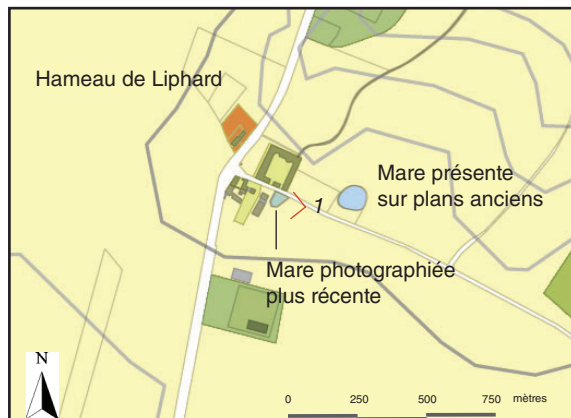 Hameau de Liphard
Mare présente
sur plans anciens
1
Mare photographiée
plus récente
N
0 250 500 750 mètres